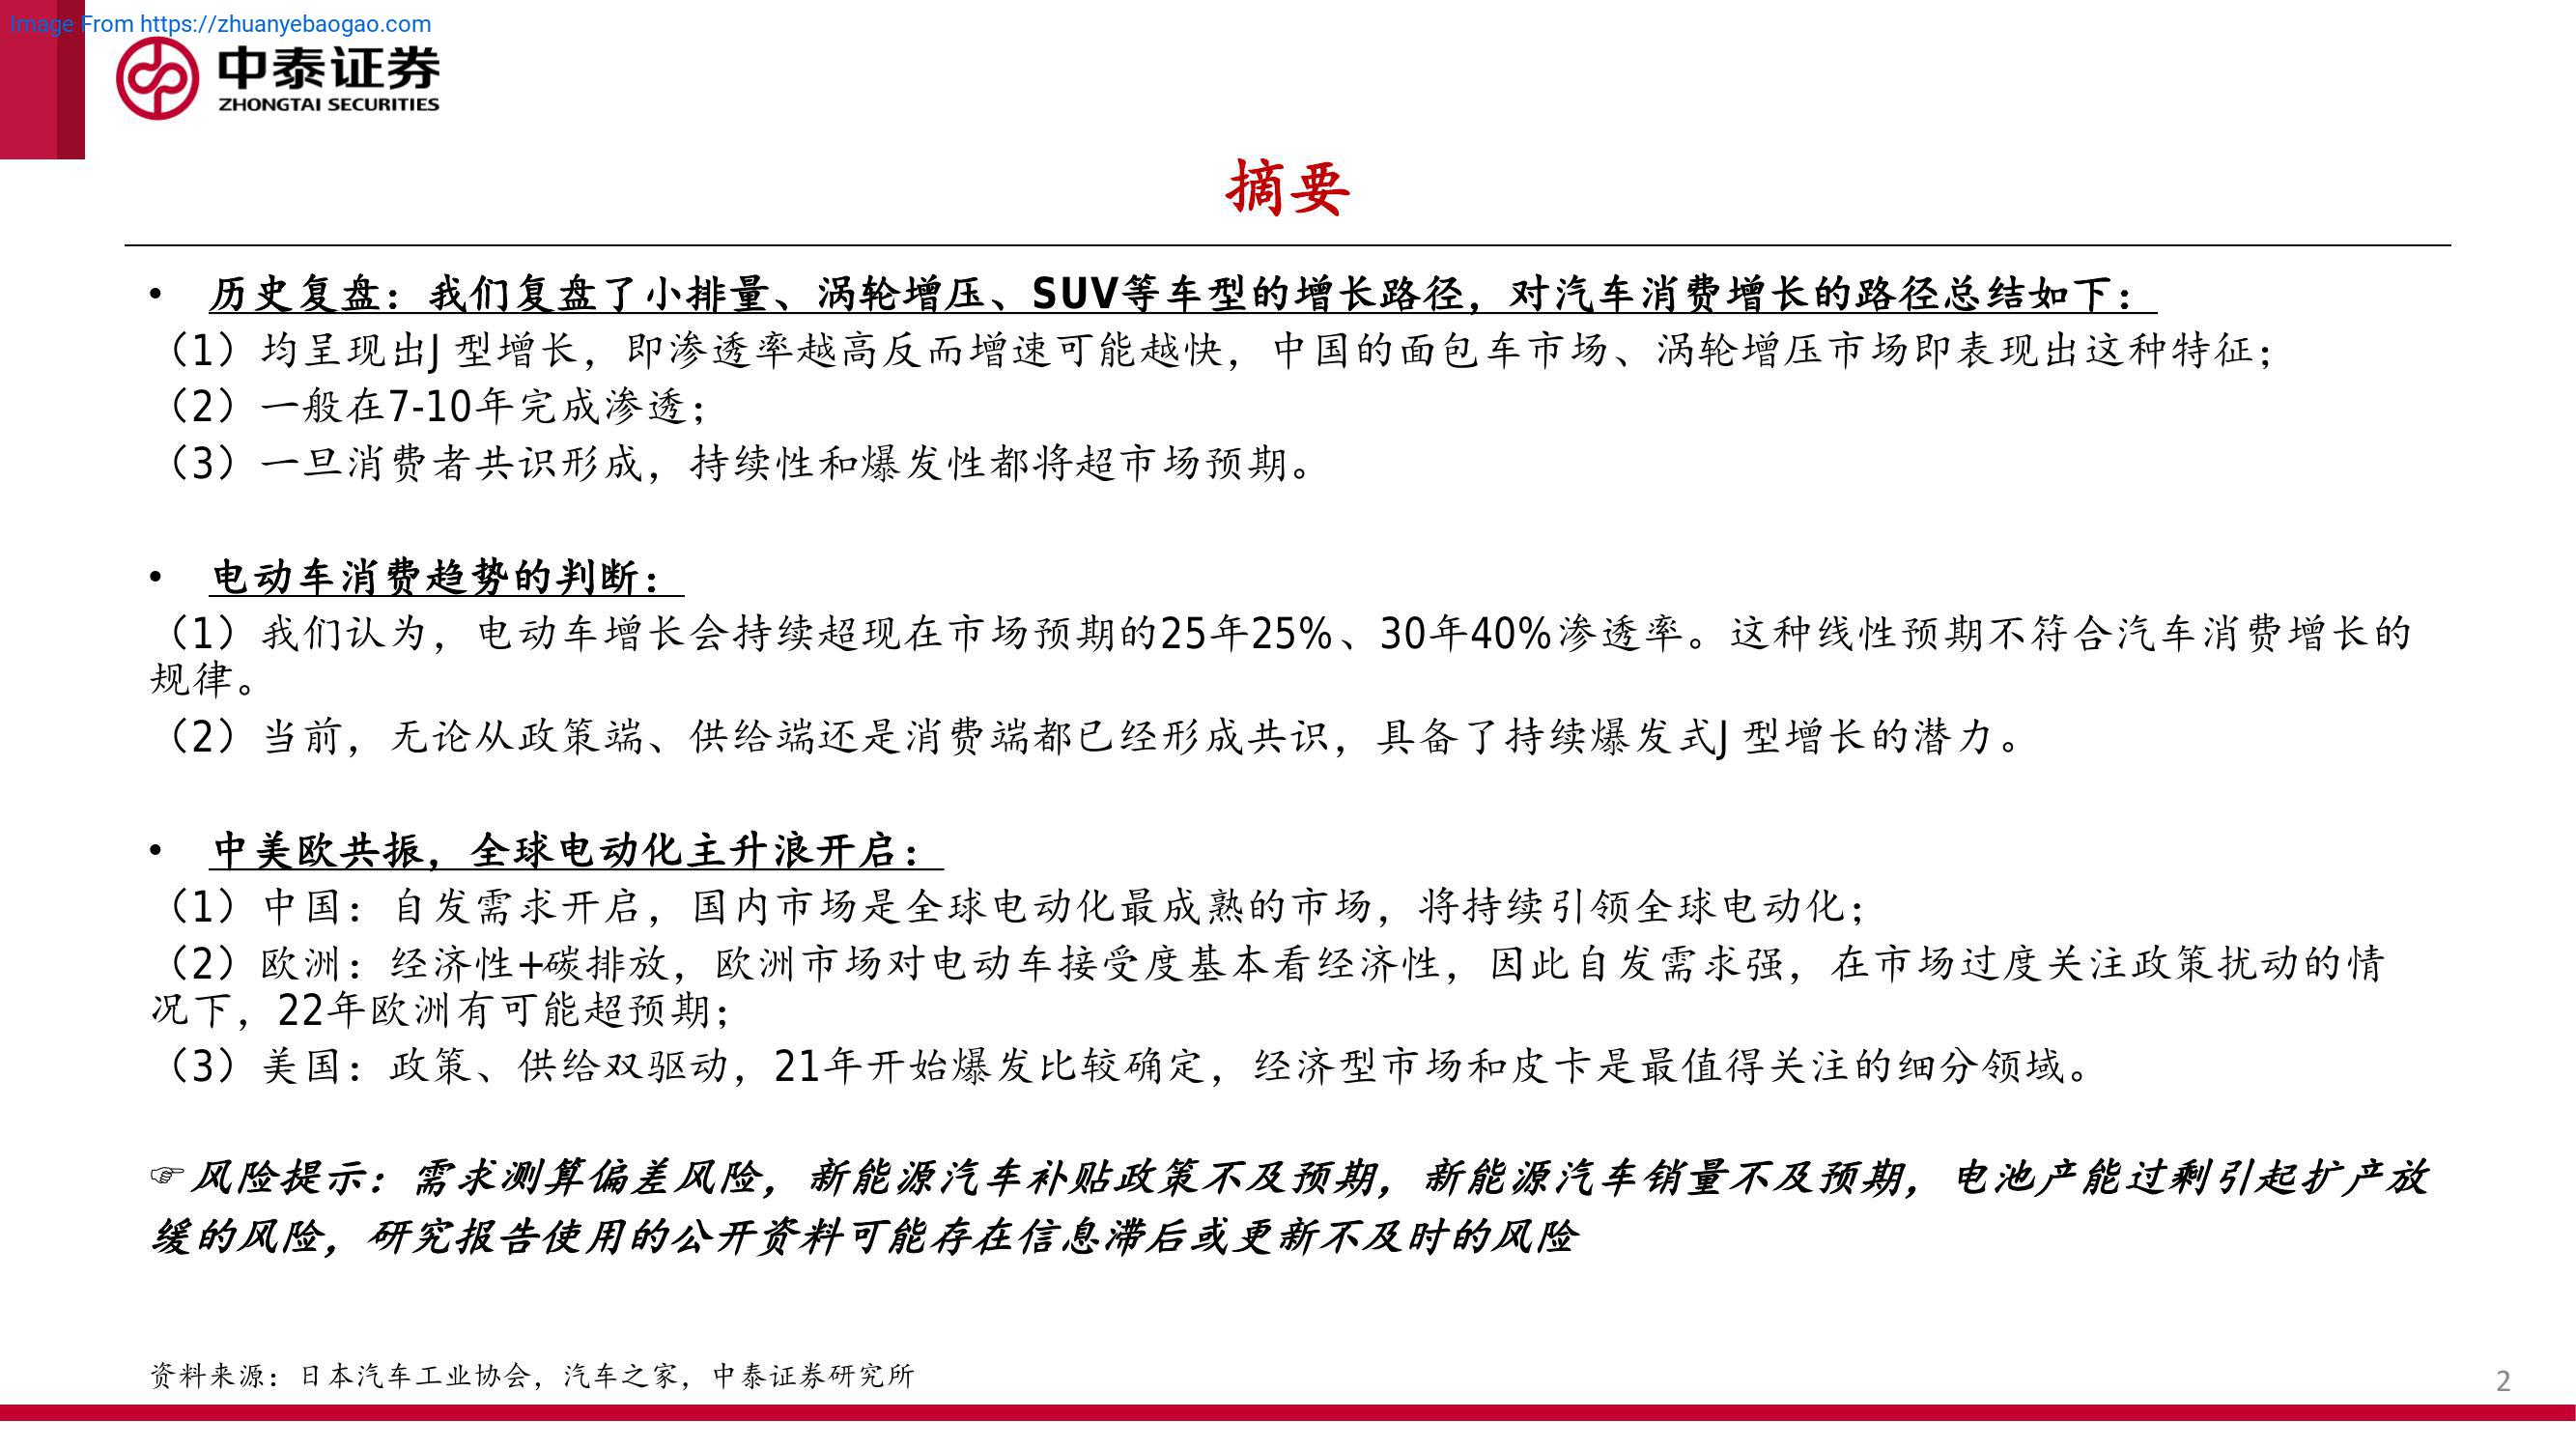 Image From https://zhuanyebaogao.com
中泰证券
ZHONGTAI SECURITIES
摘要
• 历史复盘：我们复盘了小排量、涡轮增压、SUV等车型的增长路径，对汽车消费增长的路径总结如下：
（1）均呈现出J型增长，即渗透率越高反而增速可能越快，中国的面包车市场、涡轮增压市场即表现出这种特征；
（2）一般在7-10年完成渗透；
（3）一旦消费者共识形成，持续性和爆发性都将超市场预期。
• 电动车消费趋势的判断：
（1）我们认为，电动车增长会持续超现在市场预期的25年25%、30年40%渗透率。这种线性预期不符合汽车消费增长的
规律。
（2）当前，无论从政策端、供给端还是消费端都已经形成共识，具备了持续爆发式J型增长的潜力。
• 中美欧共振，全球电动化主升浪开启：
（1）中国：自发需求开启，国内市场是全球电动化最成熟的市场，将持续引领全球电动化；
（2）欧洲：经济性+碳排放，欧洲市场对电动车接受度基本看经济性，因此自发需求强，在市场过度关注政策扰动的情
况下，22年欧洲有可能超预期；
（3）美国：政策、供给双驱动，21年开始爆发比较确定，经济型市场和皮卡是最值得关注的细分领域。
☞风险提示：需求测算偏差风险，新能源汽车补贴政策不及预期，新能源汽车销量不及预期，电池产能过剩引起扩产放
缓的风险，研究报告使用的公开资料可能存在信息滞后或更新不及时的风险
资料来源：日本汽车工业协会，汽车之家，中泰证券研究所
2